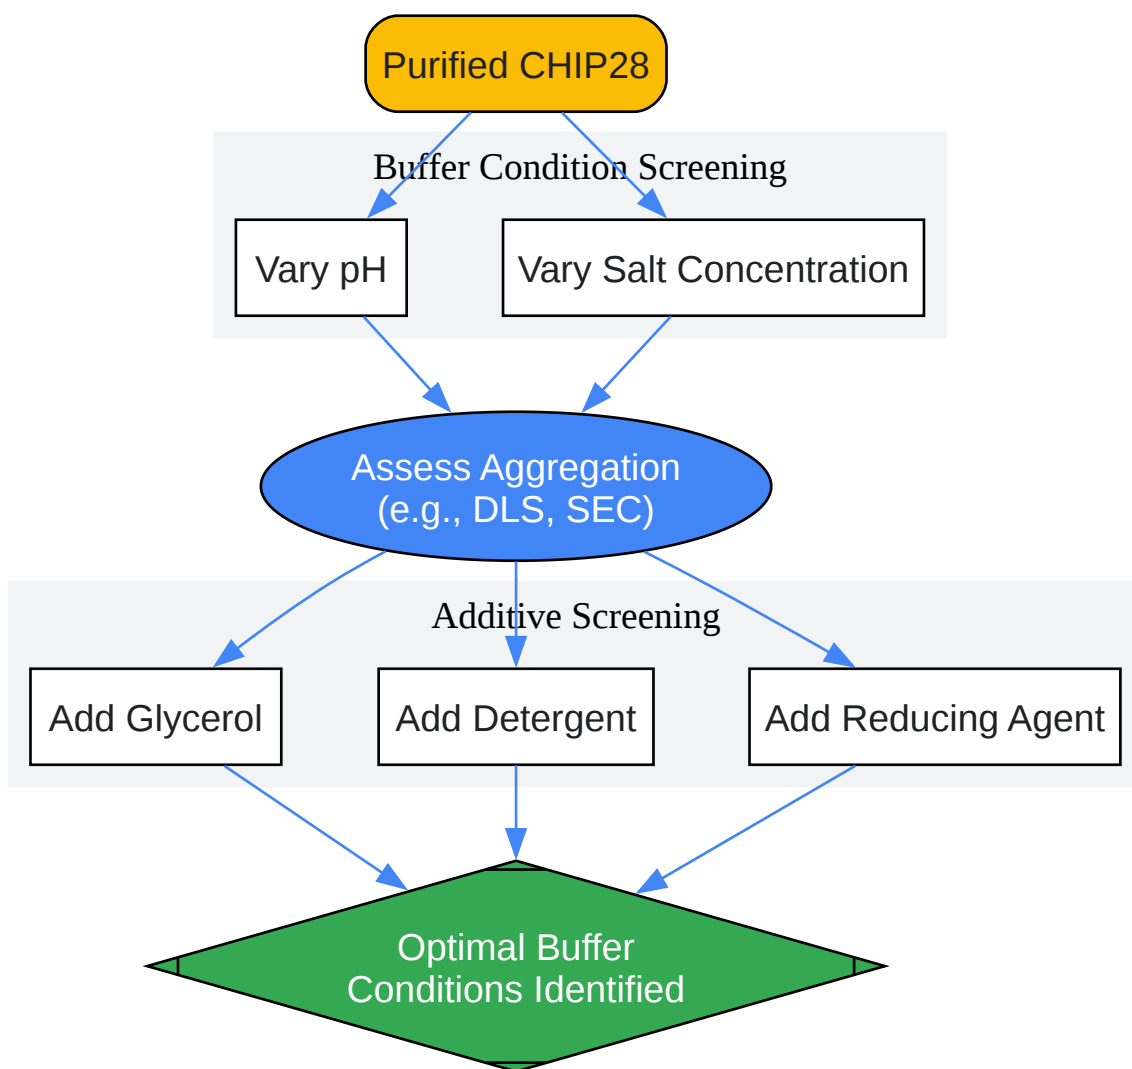 Purified CHIP28
Buffer Condition Screening
Vary pH
Vary Salt Concentration
Assess Aggregation
(e.g., DLS, SEC)
Additive Screening
Add Glycerol
Add Detergent
Add Reducing Agent
Optimal Buffer
Conditions Identified